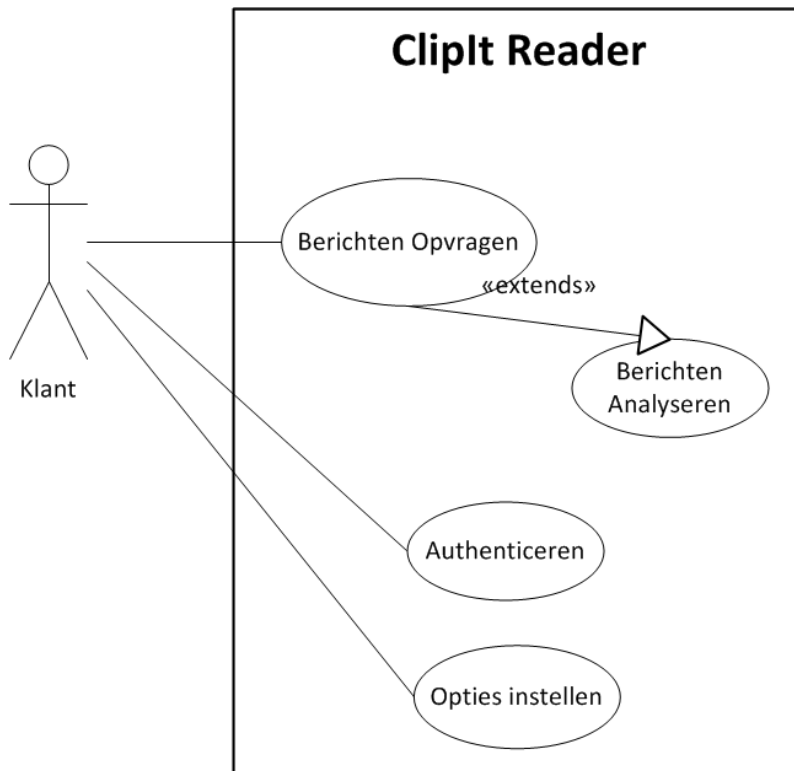 ClipIt Reader
Berichten Opvragen
«extends»
Berichten
Analyseren
Klant
Authenticeren
Opties instellen